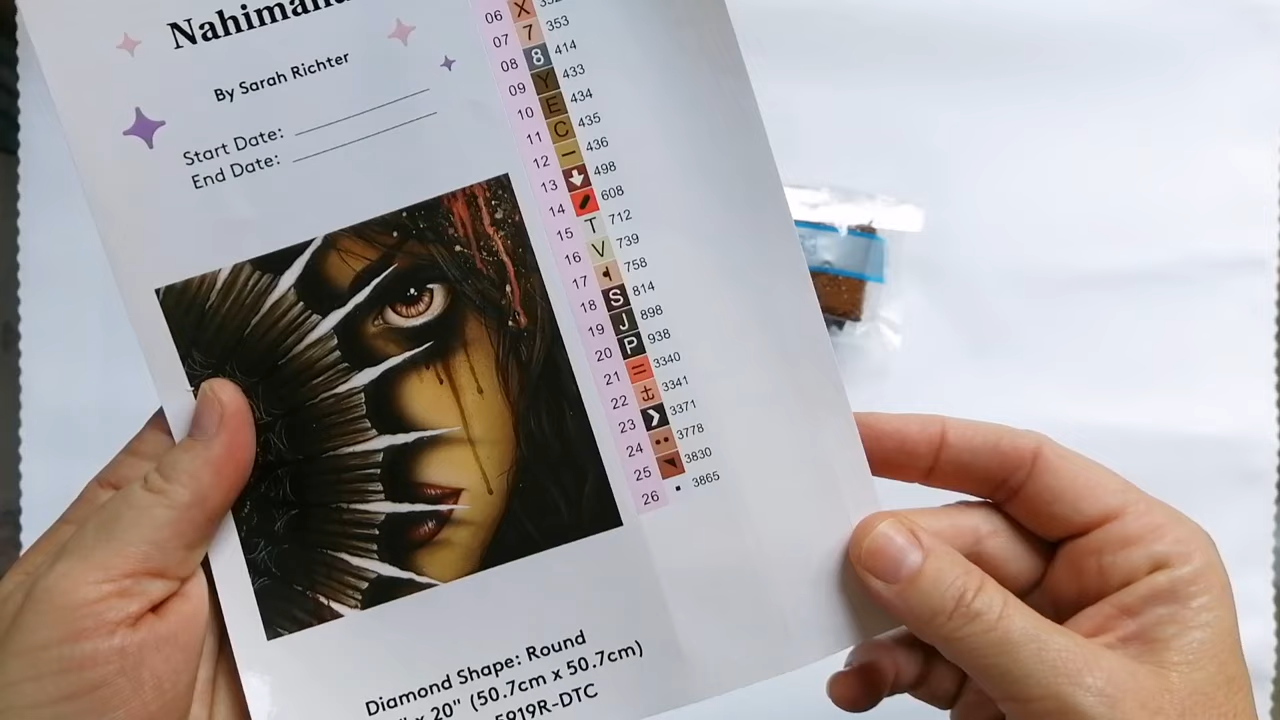 Nahimana
By Sarah Richter
Start Date:
End Date:
06 X 352
07 7 353
08 8 414
09 Y 433
10 E 434
11 C 435
12 − 436
13 498
14 608
15 T 712
16 V 739
17 758
18 S 814
19 J 898
20 P 938
21 = 3340
22 3341
23 3371
24 3778
25 3830
26 3865
Diamond Shape: Round
x 20" (50.7cm x 50.7cm)
5919R-DTC